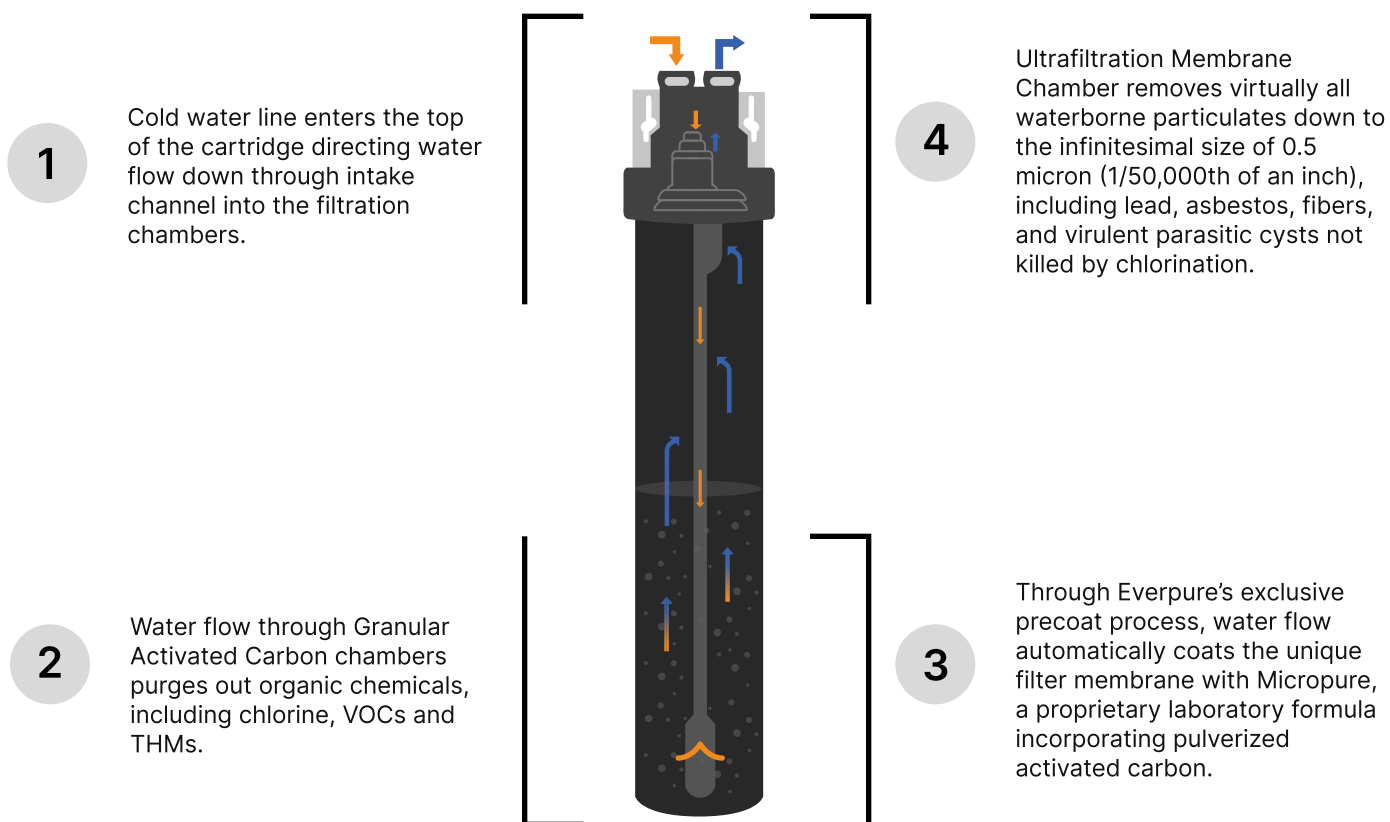 1
Cold water line enters the top
of the cartridge directing water
flow down through intake
channel into the filtration
chambers.
2
Water flow through Granular
Activated Carbon chambers
purges out organic chemicals,
including chlorine, VOCs and
THMs.
3
Through Everpure’s exclusive
precoat process, water flow
automatically coats the unique
filter membrane with Micropure,
a proprietary laboratory formula
incorporating pulverized
activated carbon.
4
Ultrafiltration Membrane
Chamber removes virtually all
waterborne particulates down to
the infinitesimal size of 0.5
micron (1/50,000th of an inch),
including lead, asbestos, fibers,
and virulent parasitic cysts not
killed by chlorination.